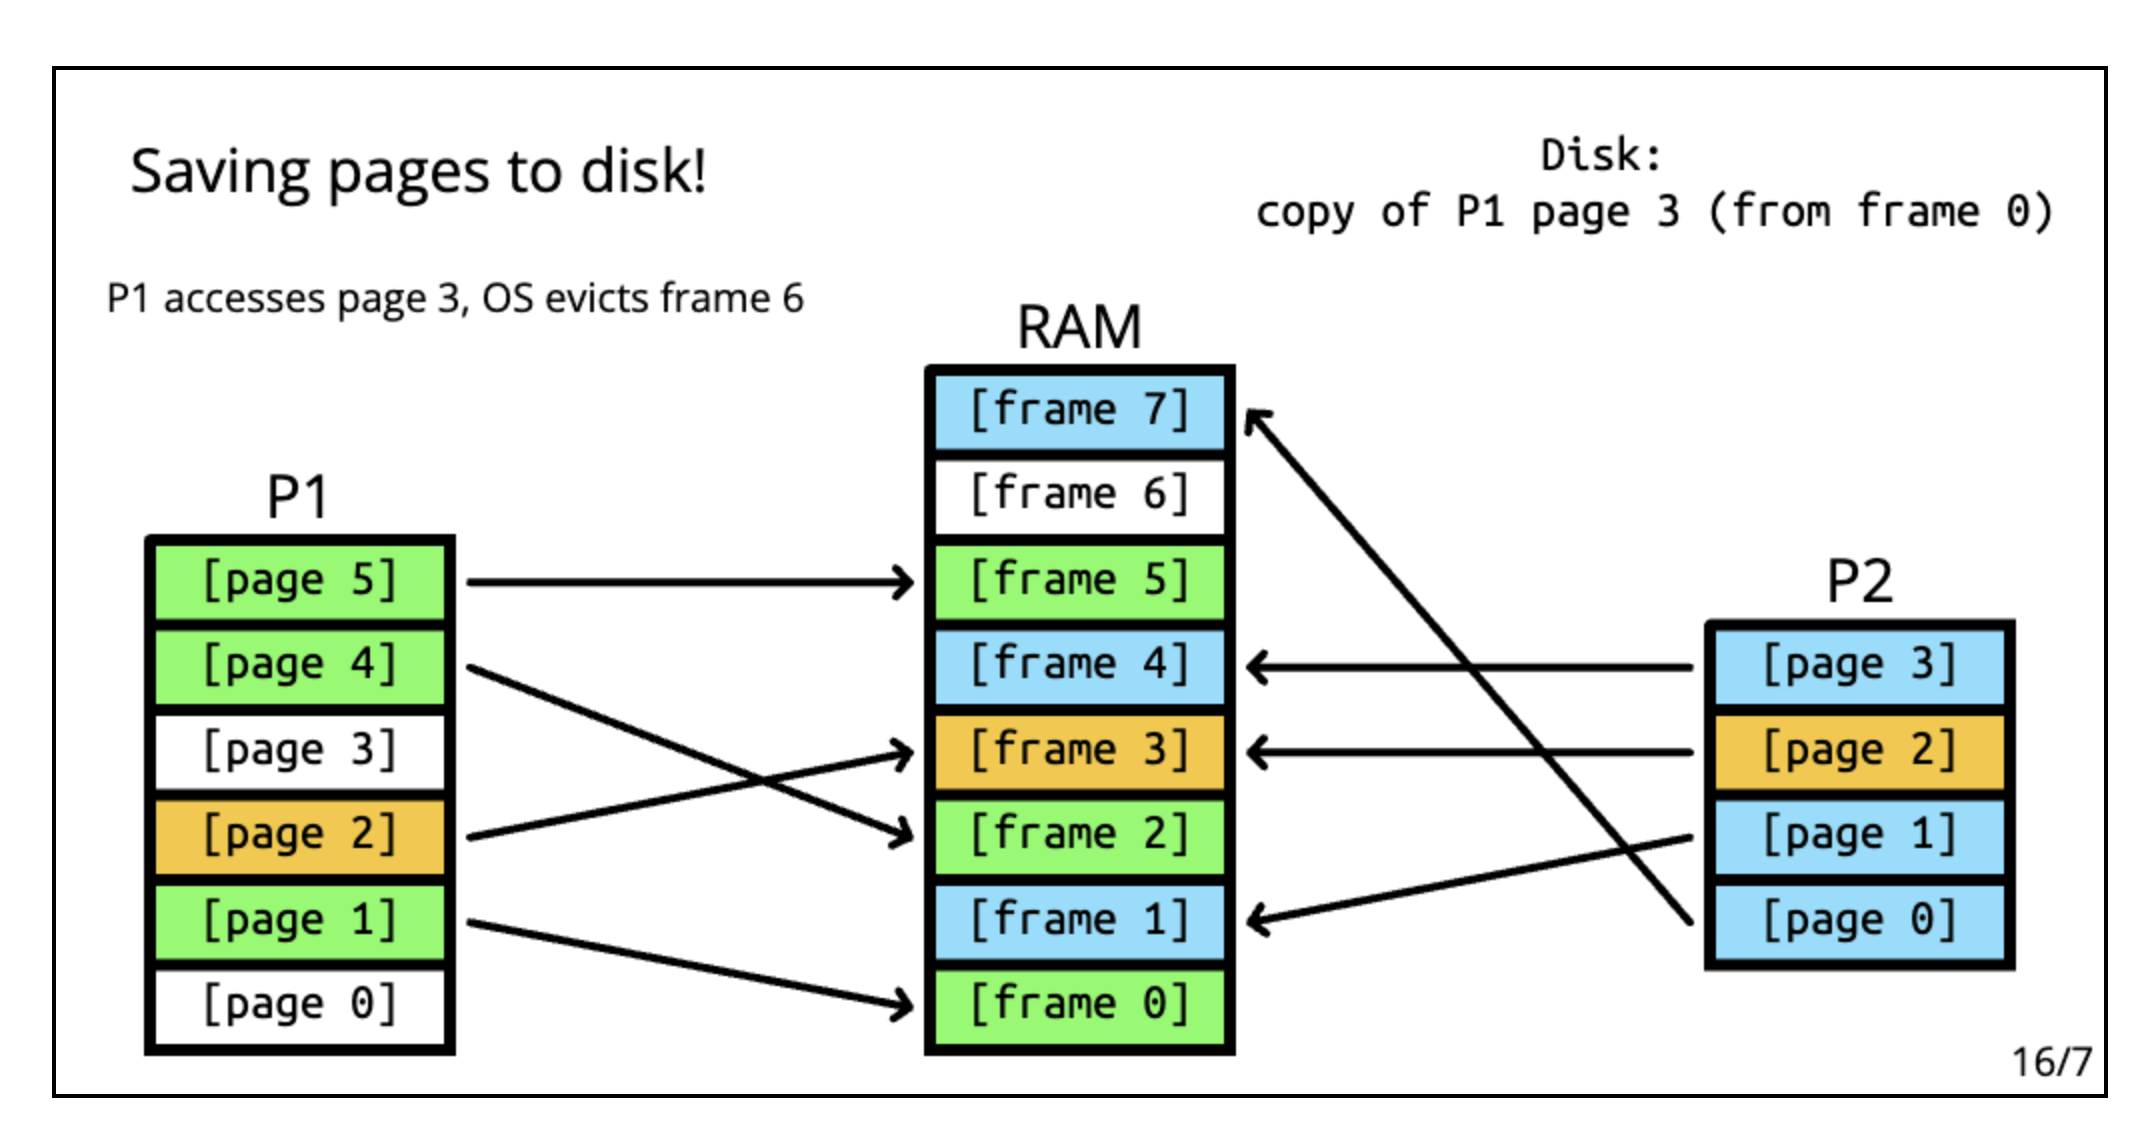 Saving pages to disk!
Disk:
copy of P1 page 3 (from frame 0)
P1 accesses page 3, OS evicts frame 6
P1
[page 5]
[page 4]
[page 3]
[page 2]
[page 1]
[page 0]
RAM
[frame 7]
[frame 6]
[frame 5]
[frame 4]
[frame 3]
[frame 2]
[frame 1]
[frame 0]
P2
[page 3]
[page 2]
[page 1]
[page 0]
16/7